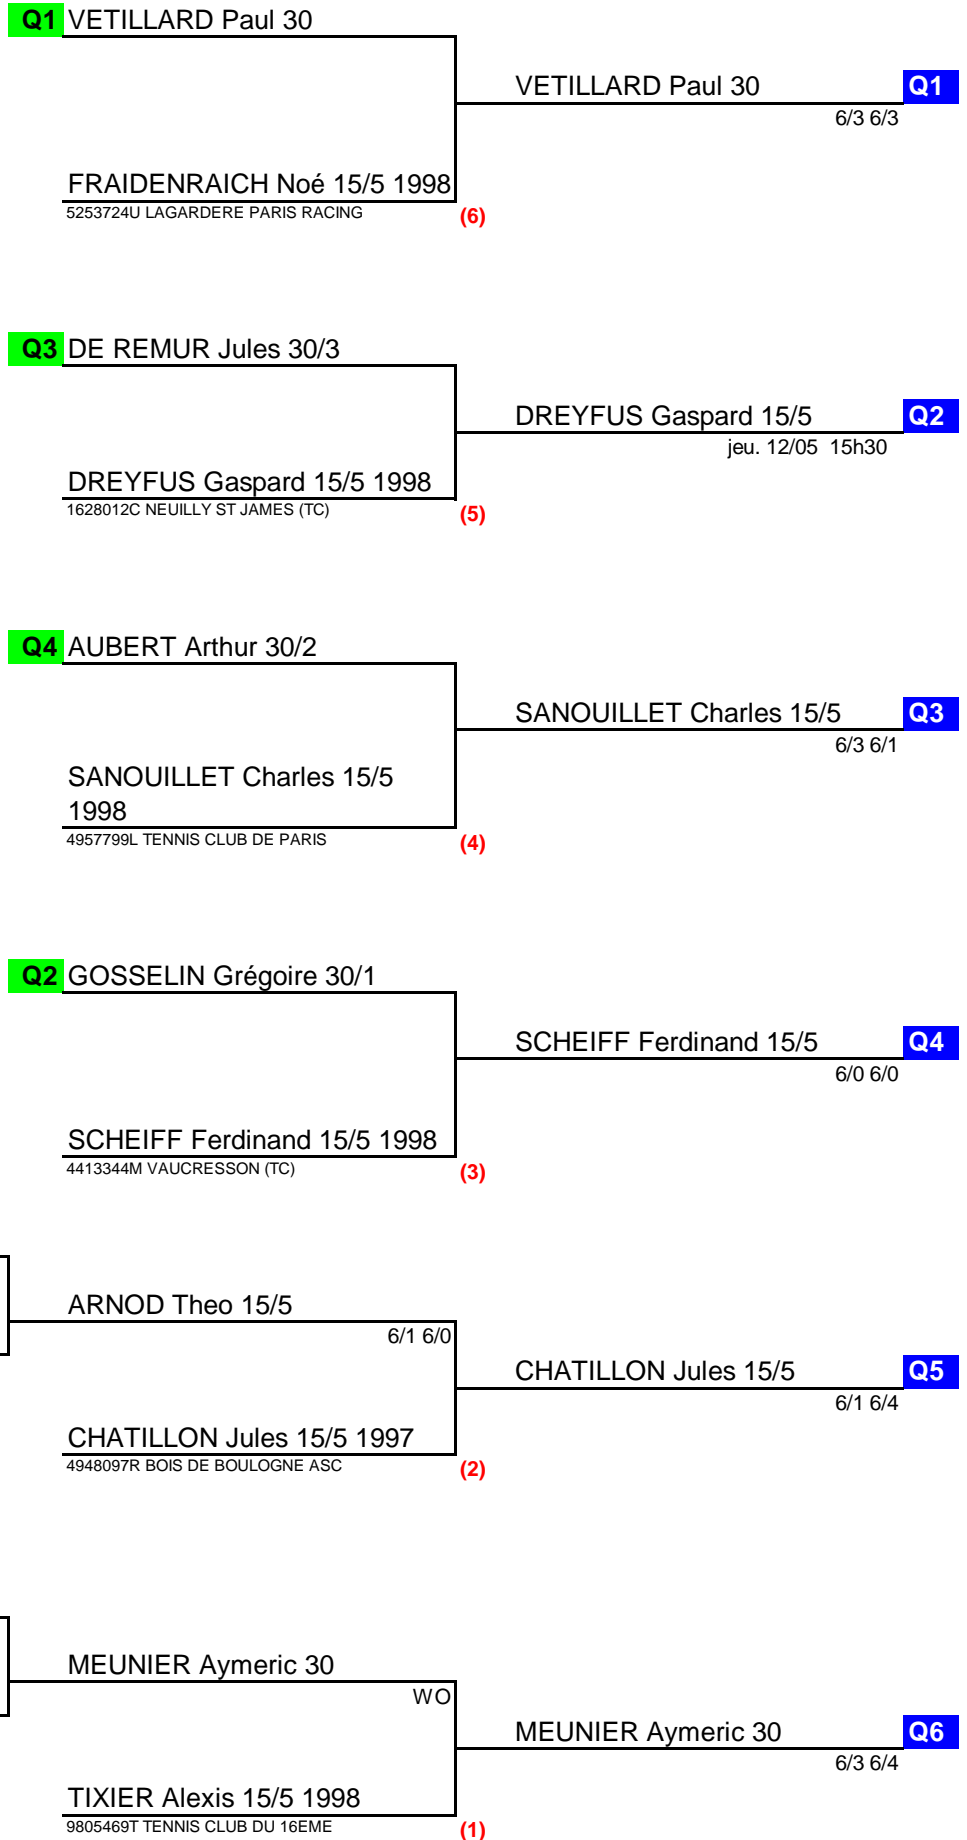 Q1 VETILLARD Paul 30
VETILLARD Paul 30 Q1
6/3 6/3
FRAIDENRAICH Noé 15/5 1998
5253724U LAGARDERE PARIS RACING
(6)
Q3 DE REMUR Jules 30/3
DREYFUS Gaspard 15/5 Q2
jeu. 12/05 15h30
DREYFUS Gaspard 15/5 1998
1628012C NEUILLY ST JAMES (TC)
(5)
Q4 AUBERT Arthur 30/2
SANOUILLET Charles 15/5 Q3
6/3 6/1
SANOUILLET Charles 15/5
1998
4957799L TENNIS CLUB DE PARIS
(4)
Q2 GOSSELIN Grégoire 30/1
SCHEIFF Ferdinand 15/5 Q4
6/0 6/0
SCHEIFF Ferdinand 15/5 1998
4413344M VAUCRESSON (TC)
(3)
ARNOD Theo 15/5
6/1 6/0
CHATILLON Jules 15/5 Q5
6/1 6/4
CHATILLON Jules 15/5 1997
4948097R BOIS DE BOULOGNE ASC
(2)
MEUNIER Aymeric 30
WO
MEUNIER Aymeric 30 Q6
6/3 6/4
TIXIER Alexis 15/5 1998
9805469T TENNIS CLUB DU 16EME
(1)